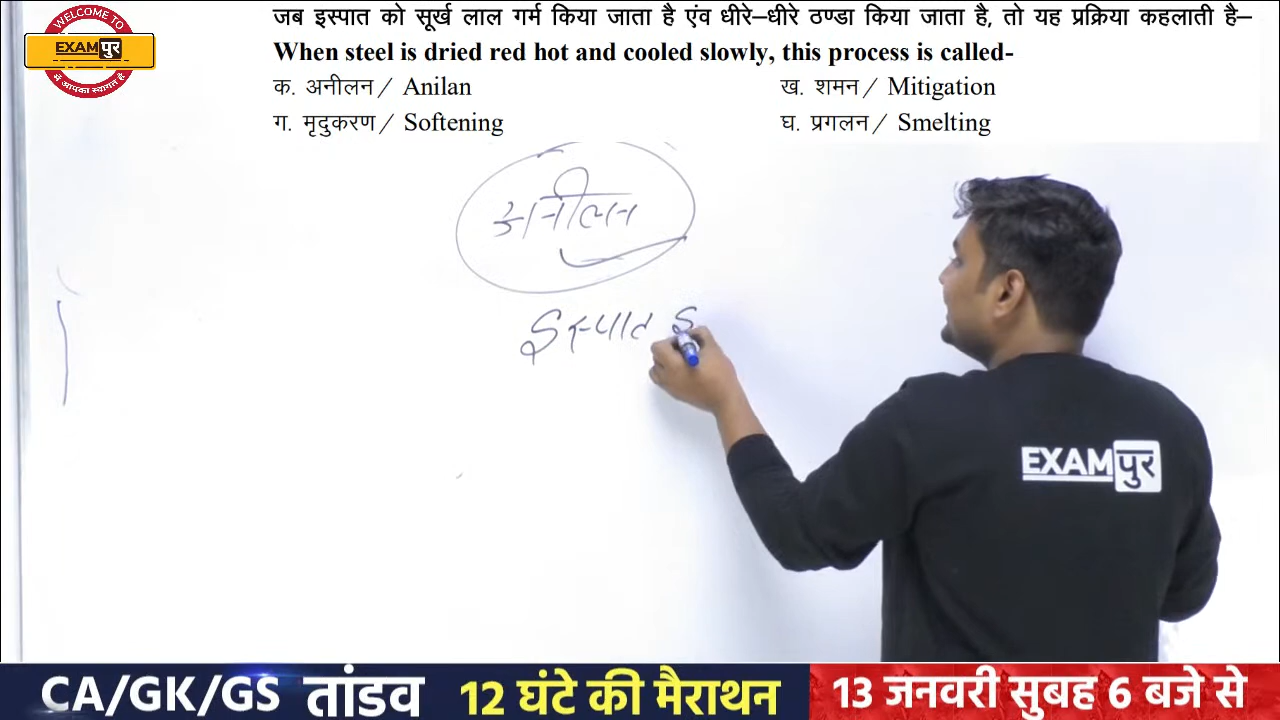 WELCOME TO
EXAMपुर
में आपका स्वागत है
जब इस्पात को सूर्ख लाल गर्म किया जाता है एंव धीरे–धीरे ठण्डा किया जाता है, तो यह प्रक्रिया कहलाती है–
When steel is dried red hot and cooled slowly, this process is called-
क. अनीलन / Anilan ख. शमन / Mitigation
ग. मृदुकरण / Softening घ. प्रगलन / Smelting
अनीलन
इस्पात इ
EXAMपुर
CA/GK/GS तांडव 12 घंटे की मैराथन 13 जनवरी सुबह 6 बजे से